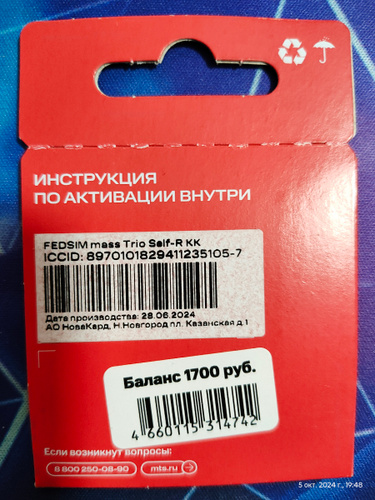 ИНСТРУКЦИЯ
ПО АКТИВАЦИИ ВНУТРИ
FEDSIM mass Trio Self-R KK
ICCID: 8970101829411235105-7
Дата производства: 28.06.2024
АО НоваКард, Н.Новгород пл. Казанская д.1
Баланс 1700 руб.
4 660115 314742
Если возникнут вопросы:
8 800 250-08-90 mts.ru →
5 окт. 2024 г., 19:48